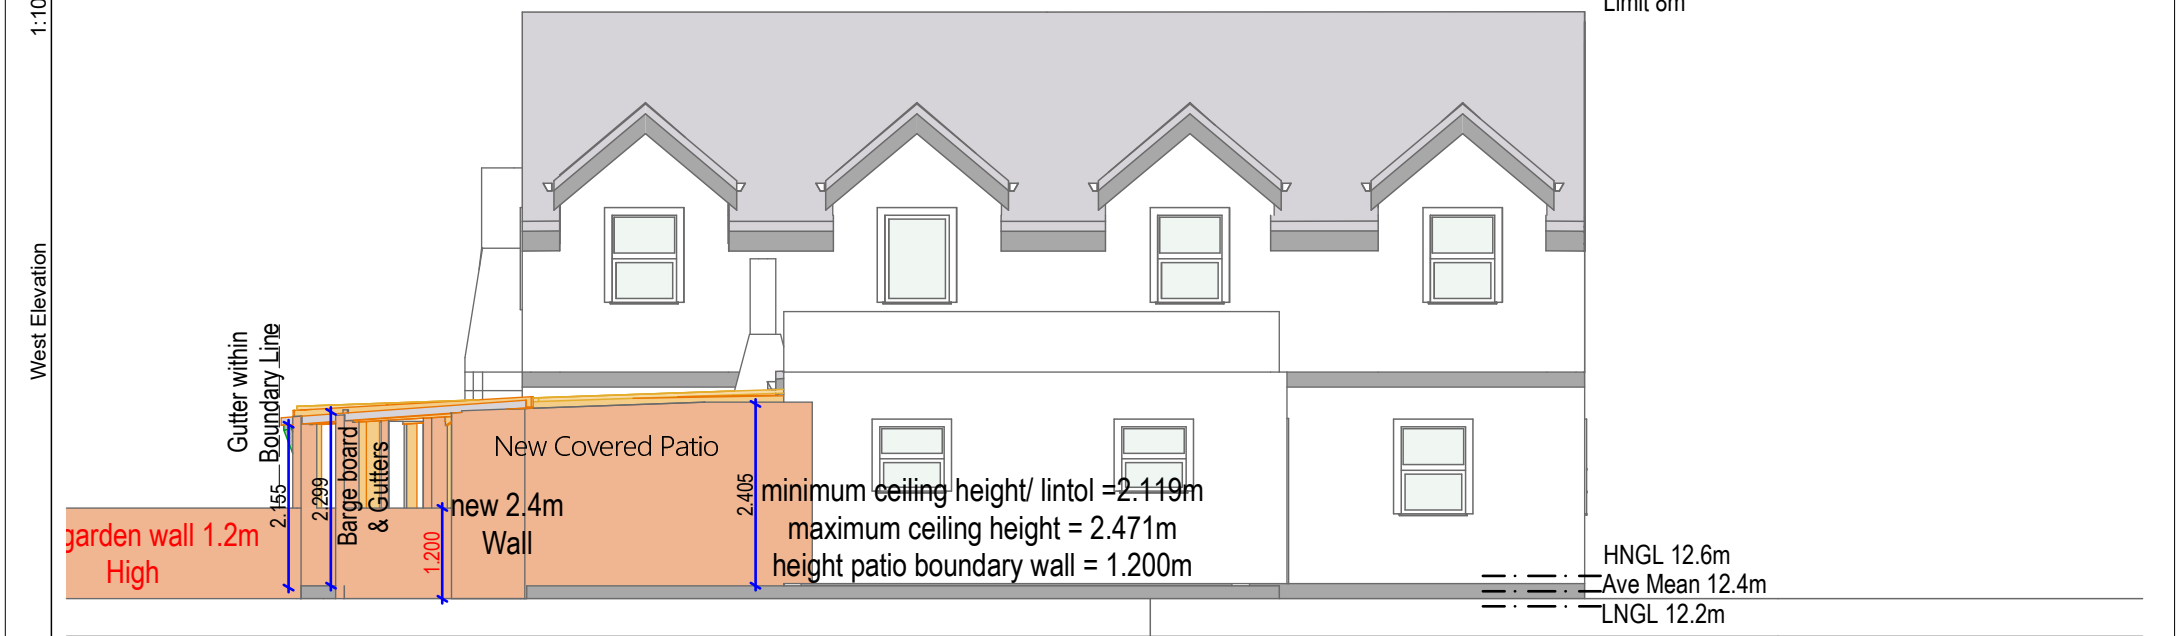 1:10
West Elevation
Limit 8m
Gutter within
Boundary Line
2.155
2.299
Barge board
& Gutters
garden wall 1.2m
High
1.200
new 2.4m
Wall
New Covered Patio
2.405
minimum ceiling height/ lintol =2.119m
maximum ceiling height = 2.471m
height patio boundary wall = 1.200m
HNGL 12.6m
Ave Mean 12.4m
LNGL 12.2m